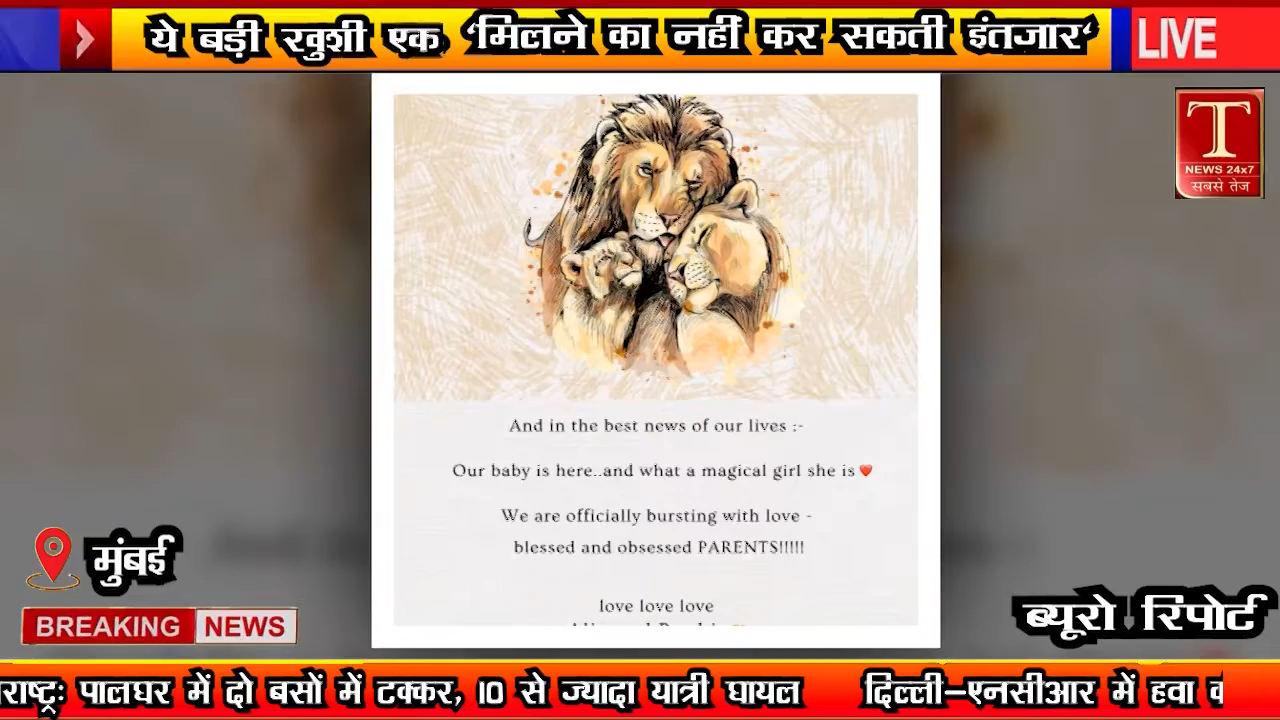 ये बड़ी खुशी एक ‘मिलने का नहीं कर सकती इंतजार‘
LIVE
T
NEWS 24x7
सबसे तेज
And in the best news of our lives :-
Our baby is here..and what a magical girl she is❤️
We are officially bursting with love -
blessed and obsessed PARENTS!!!!!
love love love
मुंबई
BREAKING NEWS
ब्यूरो रिपोर्ट
राष्ट्रः पालघर में दो बसों में टक्कर, 10 से ज्यादा यात्री घायल दिल्ली-एनसीआर में हवा